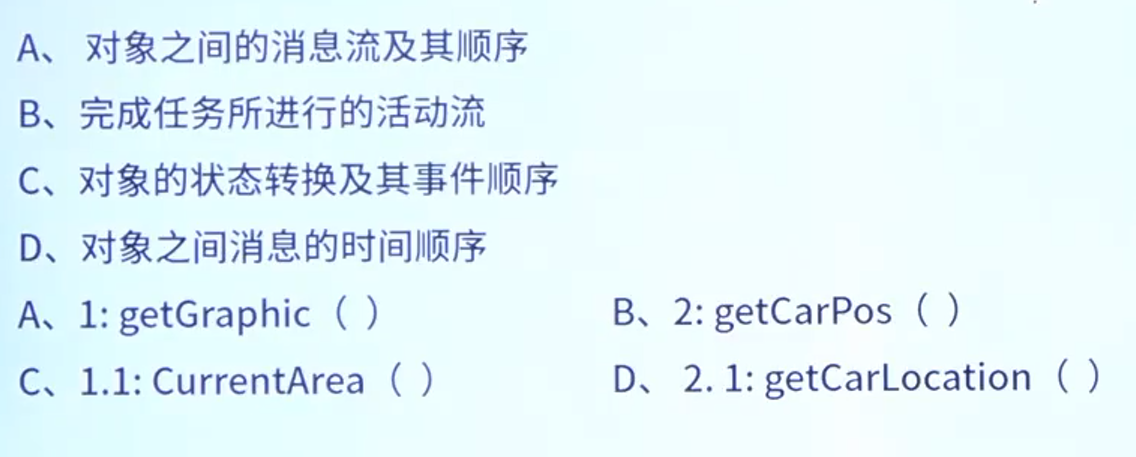 A、 对象之间的消息流及其顺序
B、完成任务所进行的活动流
C、对象的状态转换及其事件顺序
D、对象之间消息的时间顺序
A、1: getGraphic（ ） B、2: getCarPos（ ）
C、1.1: CurrentArea（ ） D、 2. 1: getCarLocation（ ）